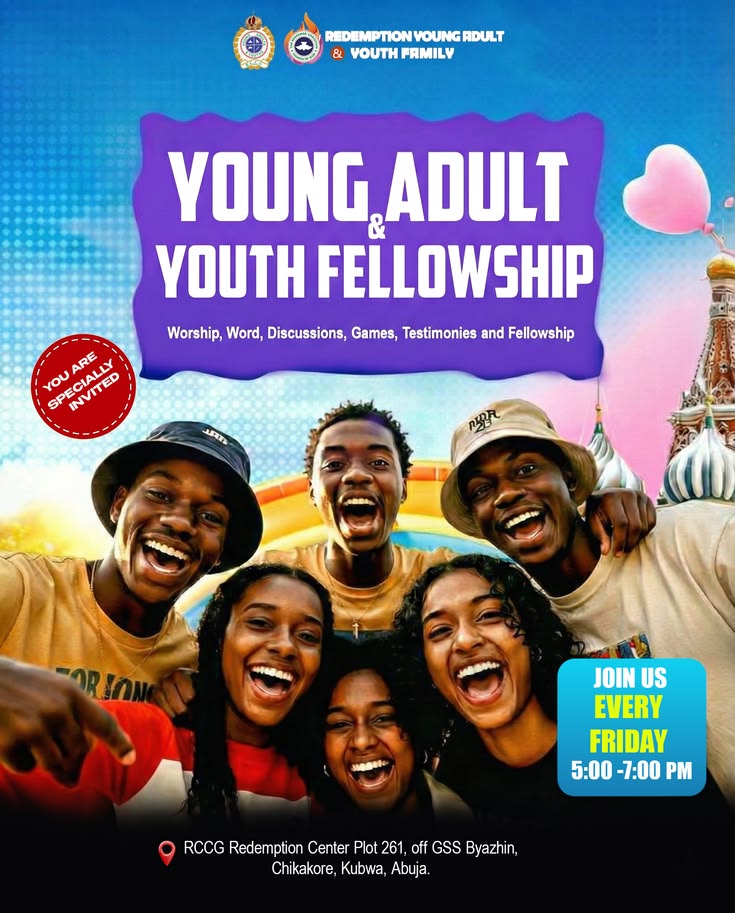 REDEMPTION YOUNG ADULT
& YOUTH FAMILY
YOUNG ADULT
&
YOUTH FELLOWSHIP
Worship, Word, Discussions, Games, Testimonies and Fellowship
YOU ARE
SPECIALLY
INVITED
FOR LONG
JOIN US
EVERY
FRIDAY
5:00 -7:00 PM
RCCG Redemption Center Plot 261, off GSS Byazhin,
Chikakore, Kubwa, Abuja.